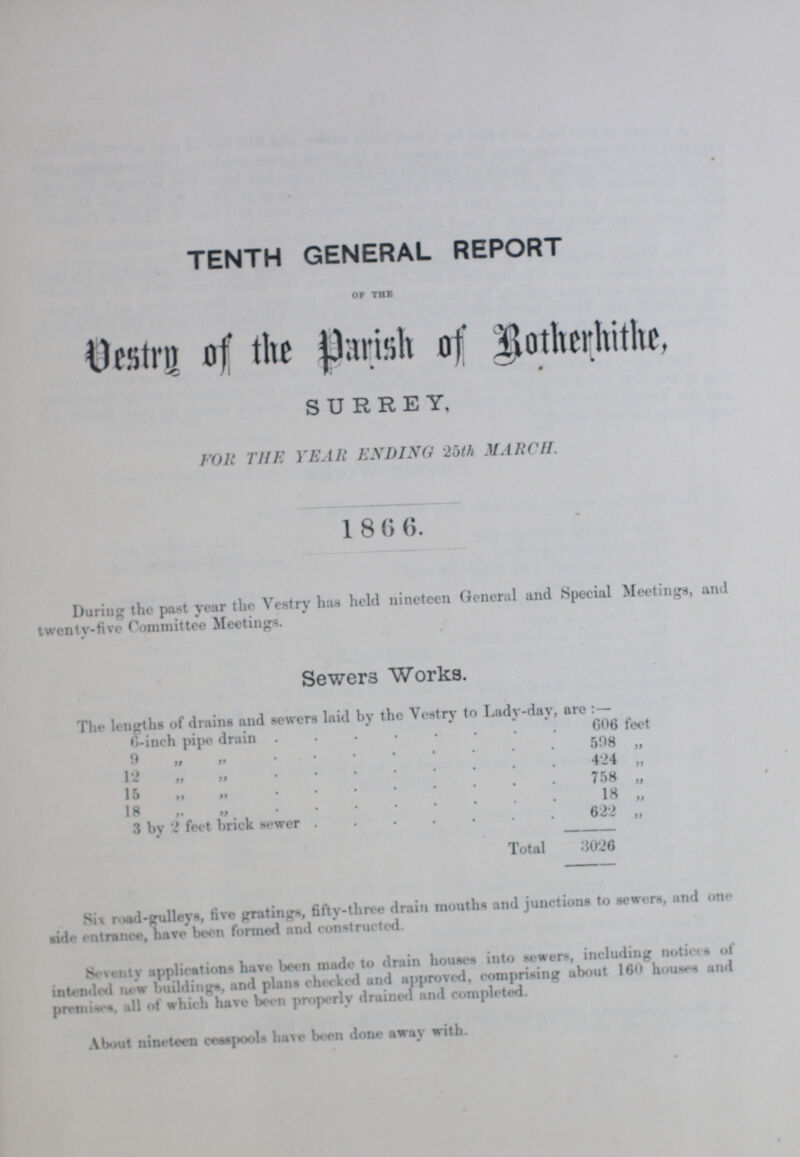 TENTH GENERAL REPORT
OF THE
Vestry of the Parish of Rotherhithe,
SURREY,
FOR THE YEAR ENDING 25th MARCH.
1866.
During the past year the Vestry has held nineteen General and Special Meetings, and
twenty-five Committee Meetings.
Sewers Works.
The lengths of drains and sewers laid by the Vestry to Lady-day, are :—
6-inch pipe drain . . . . . . . . 606 feet
9 „ „ . . . . . . . . 598 „
12 „ „ . . . . . . . . 424 „
15 „ „ . . . . . . . . 758 „
18 „ „ . . . . . . . . 18 „
3 by 2 feet brick sewer . . . . . . . 622 „
Total 3026
Six road-gulleys, five gratings, fifty-three drain mouths and junctions to sewers, and one
side entrance, have been formed and constructed.
Seventy applications have been made to drain houses into sewers, including notices of
intended new buildings, and plans checked and approved, comprising about 160 houses and
premises, all of which have been properly drained and completed.
About nineteen cesspools have been done away with.